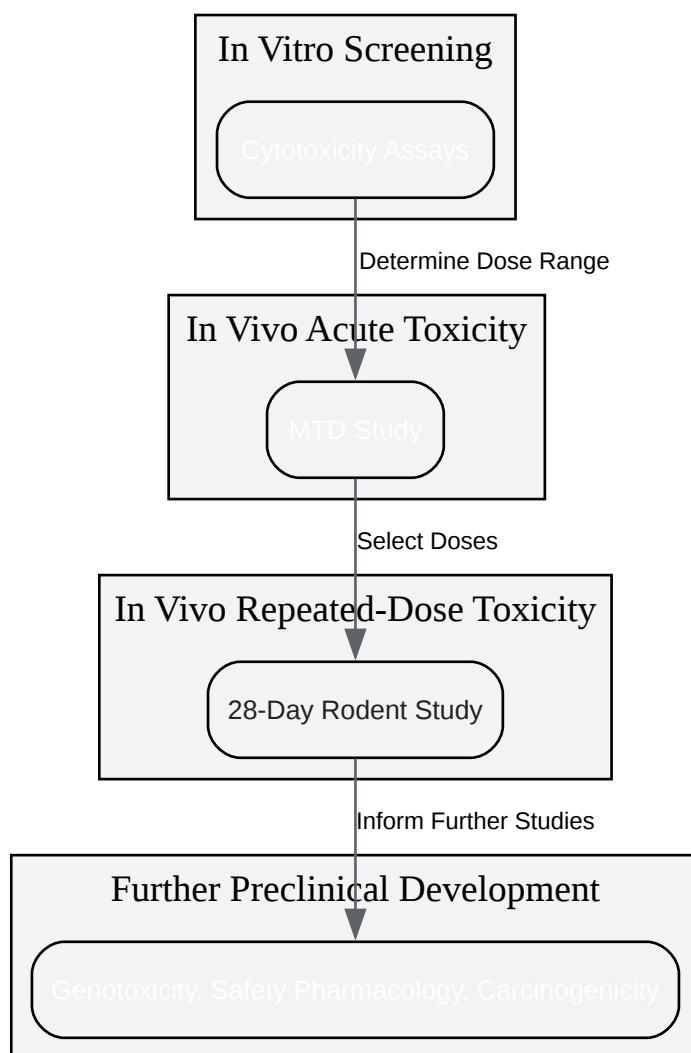 In Vitro Screening
Cytotoxicity Assays
Determine Dose Range
In Vivo Acute Toxicity
MTD Study
Select Doses
In Vivo Repeated-Dose Toxicity
28-Day Rodent Study
Inform Further Studies
Further Preclinical Development
Genotoxicity, Safety Pharmacology, Carcinogenicity